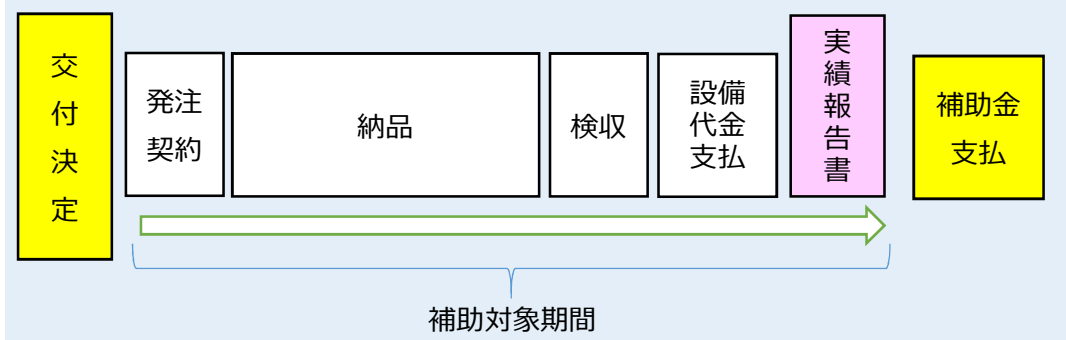 交付決定
発注
契約
納品
検収
設備
代金
支払
実績報告書
補助金
支払
補助対象期間